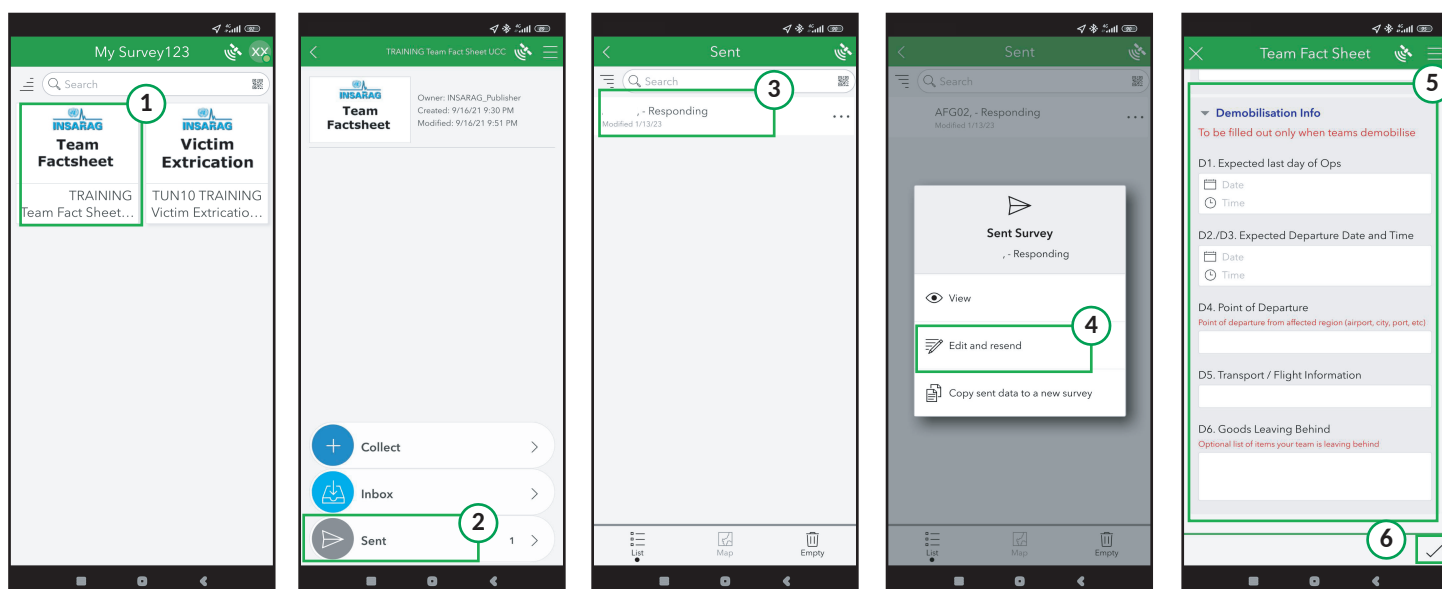 My Survey123
XX
Search
1
INSARAG
Team
Factsheet
TRAINING
Team Fact Sheet...
INSARAG
Victim
Extrication
TUN10 TRAINING
Victim Extricatio...
TRAINING Team Fact Sheet UCC
INSARAG
Team
Factsheet
Owner: INSARAG_Publisher
Created: 9/16/21 9:30 PM
Modified: 9/16/21 9:51 PM
Collect
Inbox
2
Sent
1
Sent
Search
3
, - Responding
Modified 1/13/23
List
Map
Empty
Sent
Search
AFG02, - Responding
Modified 1/13/23
Sent Survey
, - Responding
View
4
Edit and resend
Copy sent data to a new survey
List
Map
Empty
Team Fact Sheet
5
Demobilisation Info
To be filled out only when teams demobilise
D1. Expected last day of Ops
Date
Time
D2./D3. Expected Departure Date and Time
Date
Time
D4. Point of Departure
Point of departure from affected region (airport, city, port, etc)
D5. Transport / Flight Information
D6. Goods Leaving Behind
Optional list of items your team is leaving behind
6